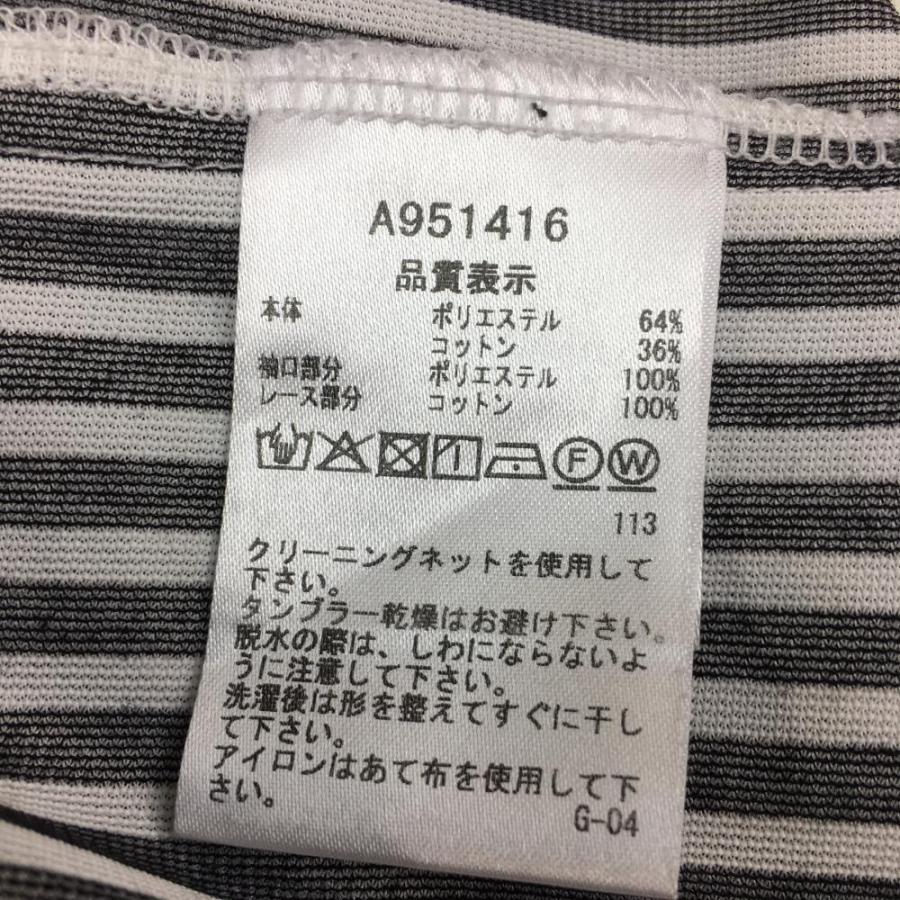 A951416
品質表示
本体 ポリエステル 64%
コットン 36%
袖口部分 ポリエステル 100%
レース部分 コットン 100%
F W
113
クリーニングネットを使用して
下さい。
タンブラー乾燥はお避け下さい。
脱水の際は、しわにならないよ
うに注意して下さい。
洗濯後は形を整えてすぐに干し
て下さい。
アイロンはあて布を使用して下
さい。
G-04